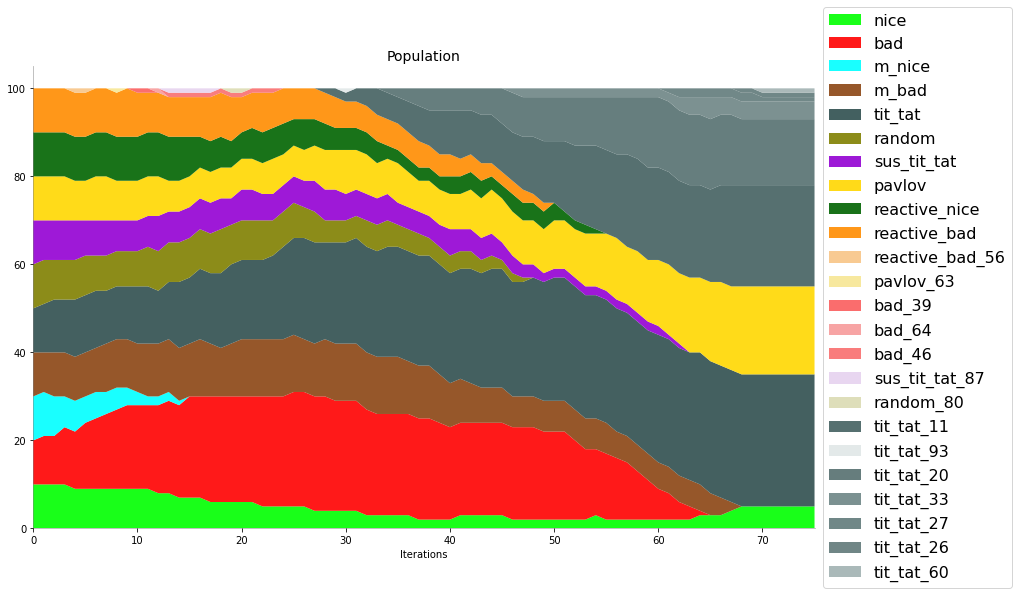 Population
100
80
60
40
20
0
0 10 20 30 40 50 60 70
Iterations
nice
bad
m_nice
m_bad
tit_tat
random
sus_tit_tat
pavlov
reactive_nice
reactive_bad
reactive_bad_56
pavlov_63
bad_39
bad_64
bad_46
sus_tit_tat_87
random_80
tit_tat_11
tit_tat_93
tit_tat_20
tit_tat_33
tit_tat_27
tit_tat_26
tit_tat_60